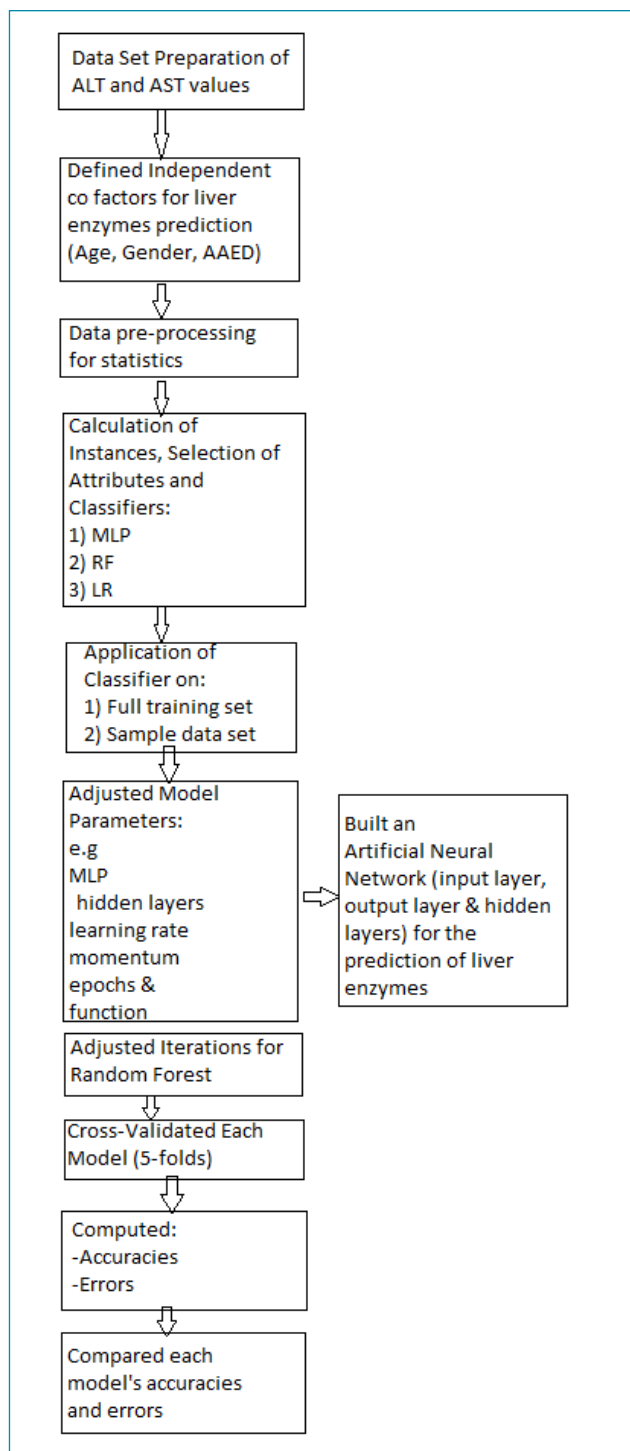 Data Set Preparation of
ALT and AST values
Defined Independent
co factors for liver
enzymes prediction
(Age, Gender, AAED)
Data pre-processing
for statistics
Calculation of
Instances, Selection of
Attributes and
Classifiers:
1) MLP
2) RF
3) LR
Application of
Classifier on:
1) Full training set
2) Sample data set
Adjusted Model
Parameters:
e.g
MLP
hidden layers
learning rate
momentum
epochs &
function
Built an
Artificial Neural
Network (input layer,
output layer & hidden
layers) for the
prediction of liver
enzymes
Adjusted Iterations for
Random Forest
Cross-Validated Each
Model (5-folds)
Computed:
-Accuracies
-Errors
Compared each
model's accuracies
and errors